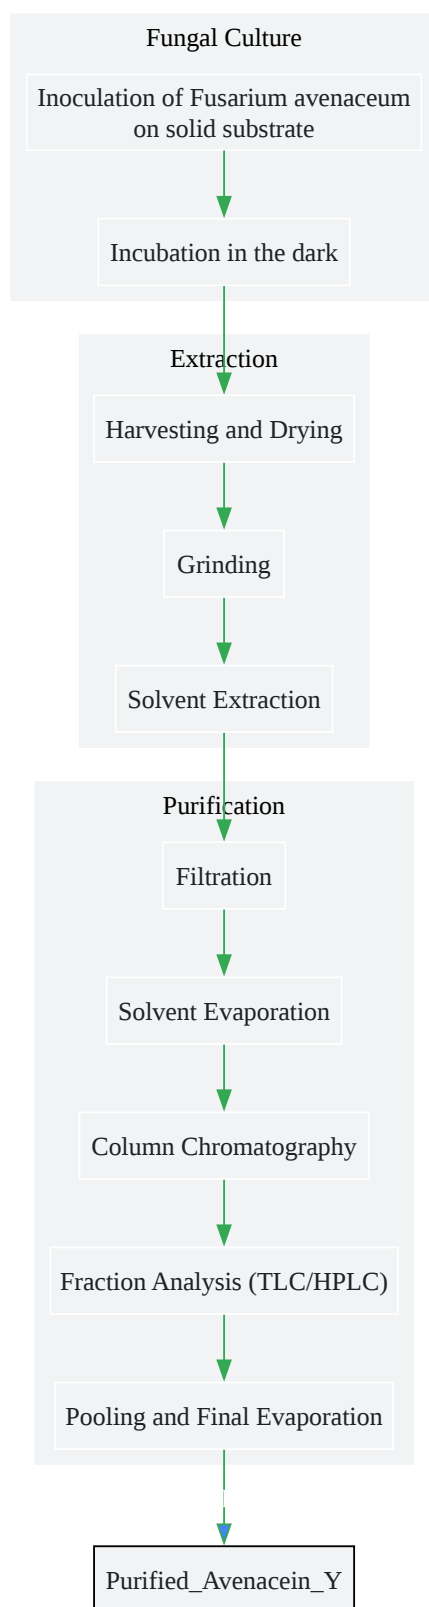 Fungal Culture
Inoculation of Fusarium avenaceum
on solid substrate
Incubation in the dark
Extraction
Harvesting and Drying
Grinding
Solvent Extraction
Purification
Filtration
Solvent Evaporation
Column Chromatography
Fraction Analysis (TLC/HPLC)
Pooling and Final Evaporation
Purified_Avenacein_Y